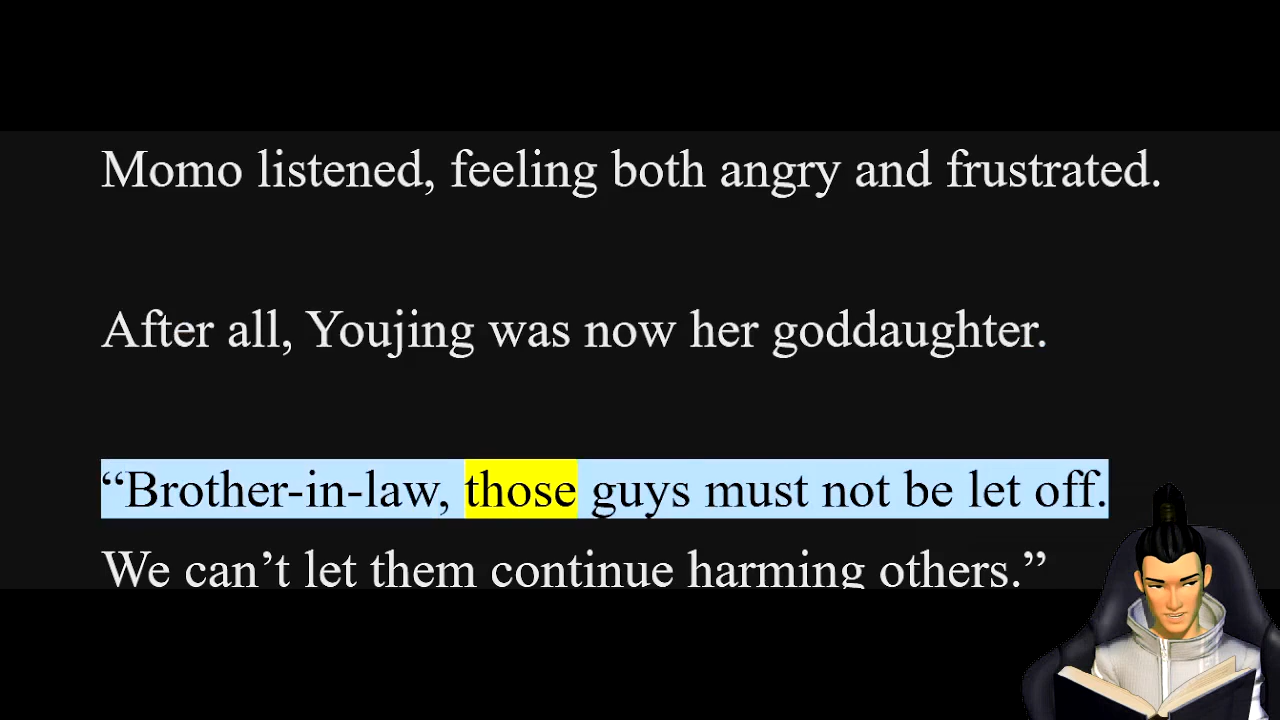 Momo listened, feeling both angry and frustrated.
After all, Youjing was now her goddaughter.
“Brother-in-law, those guys must not be let off.
We can’t let them continue harming others.”